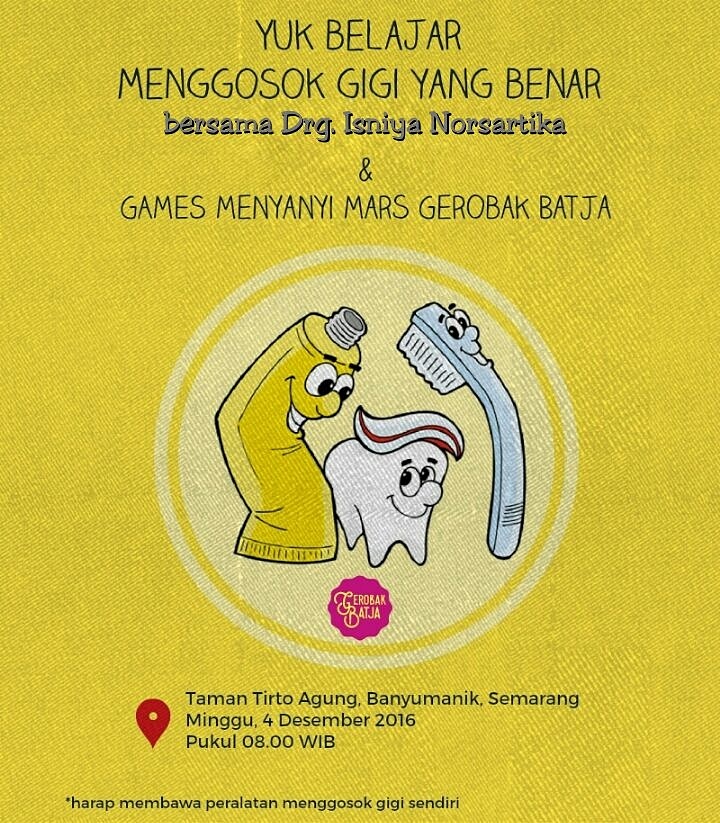 YUK BELAJAR
MENGGOSOK GIGI YANG BENAR
bersama Drg. Isniya Norsartika
&
GAMES MENYANYI MARS GEROBAK BATJA
GEROBAK
BATJA
Taman Tirto Agung, Banyumanik, Semarang
Minggu, 4 Desember 2016
Pukul 08.00 WIB
*harap membawa peralatan menggosok gigi sendiri